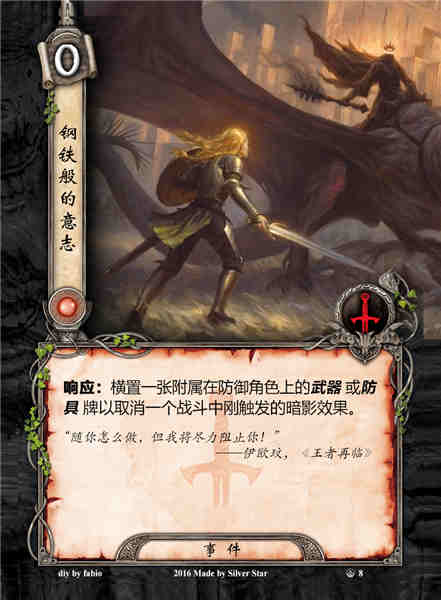 0
钢铁般的意志
响应：横置一张附属在防御角色上的武器 或防
具 牌以取消一个战斗中刚触发的暗影效果。
“随你怎么做，但我将尽力阻止你！”
——伊欧玟，《王者再临》
事 件
diy by fabio 2016 Made by Silver Star 8